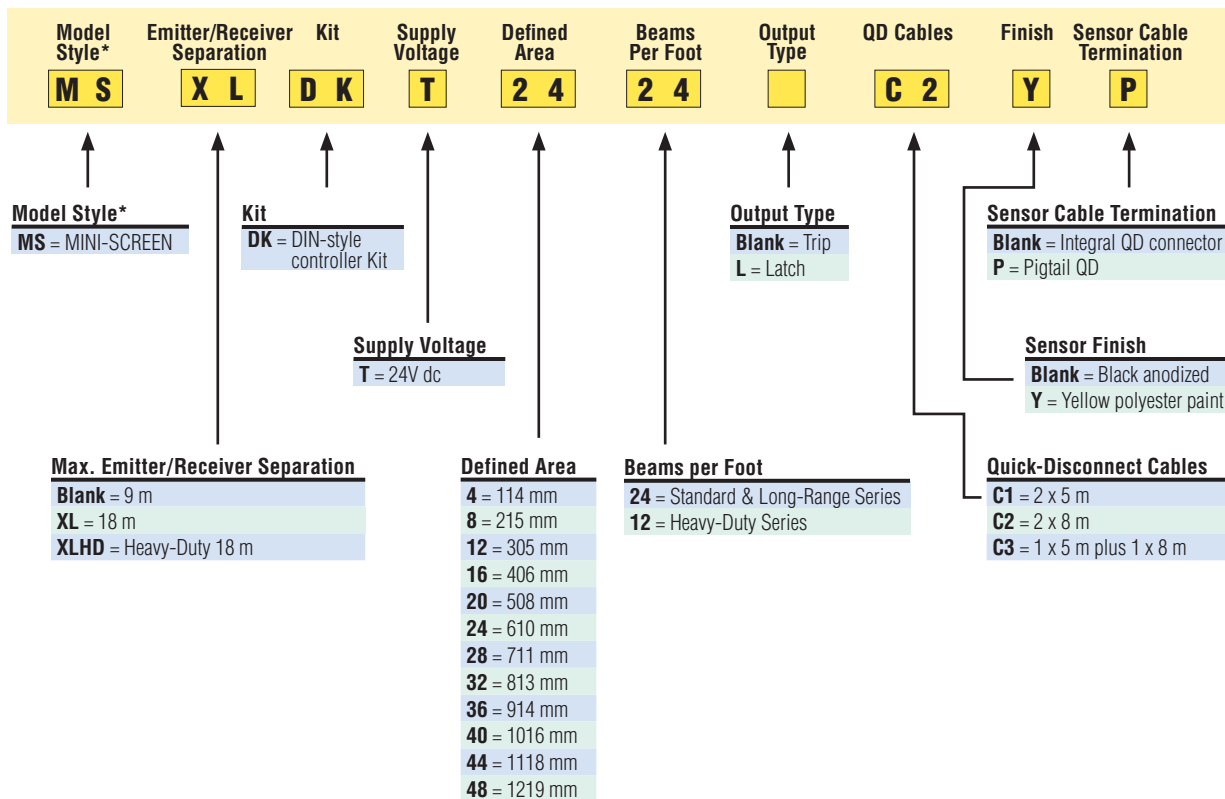 Model Style*
Emitter/Receiver Separation
Kit
Supply Voltage
Defined Area
Beams Per Foot
Output Type
QD Cables
Finish
Sensor Cable Termination
M S
X L
D K
T
2 4
2 4
C 2
Y
P
Model Style*
MS = MINI-SCREEN
Kit
DK = DIN-style
controller Kit
Output Type
Blank = Trip
L = Latch
Sensor Cable Termination
Blank = Integral QD connector
P = Pigtail QD
Supply Voltage
T = 24V dc
Sensor Finish
Blank = Black anodized
Y = Yellow polyester paint
Max. Emitter/Receiver Separation
Blank = 9 m
XL = 18 m
XLHD = Heavy-Duty 18 m
Defined Area
4 = 114 mm
8 = 215 mm
12 = 305 mm
16 = 406 mm
20 = 508 mm
24 = 610 mm
28 = 711 mm
32 = 813 mm
36 = 914 mm
40 = 1016 mm
44 = 1118 mm
48 = 1219 mm
Beams per Foot
24 = Standard & Long-Range Series
12 = Heavy-Duty Series
Quick-Disconnect Cables
C1 = 2 x 5 m
C2 = 2 x 8 m
C3 = 1 x 5 m plus 1 x 8 m